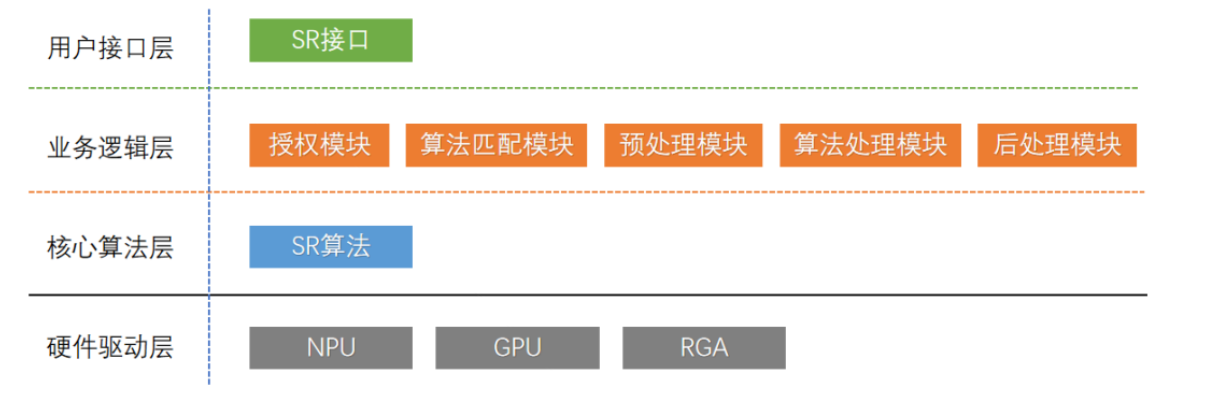 用户接口层
SR接口
业务逻辑层
授权模块 算法匹配模块 预处理模块 算法处理模块 后处理模块
核心算法层
SR算法
硬件驱动层
NPU GPU RGA